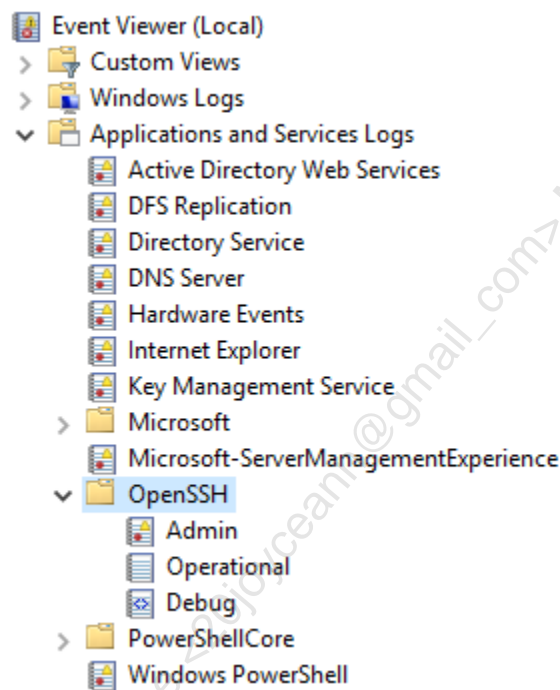 Event Viewer (Local)
Custom Views
Windows Logs
Applications and Services Logs
Active Directory Web Services
DFS Replication
Directory Service
DNS Server
Hardware Events
Internet Explorer
Key Management Service
Microsoft
Microsoft-ServerManagementExperience
OpenSSH
Admin
Operational
Debug
PowerShellCore
Windows PowerShell